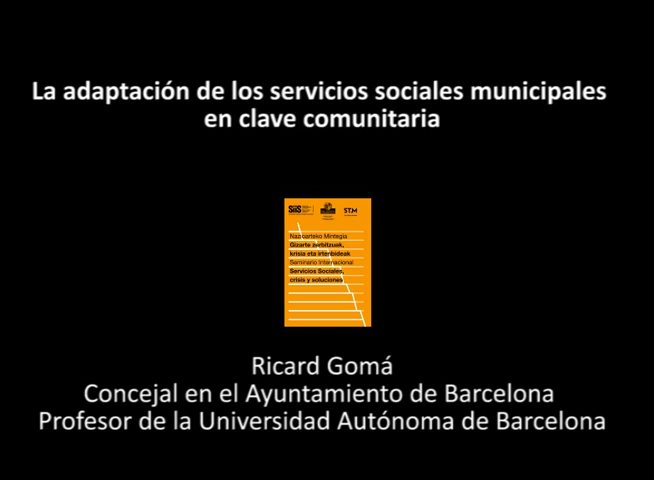 La adaptación de los servicios sociales municipales
en clave comunitaria
SiiS
STM
Nazioarteko Mintegia
Gizarte zerbitzuak,
krisia eta irtenbideak
Seminario Internacional
Servicios Sociales,
crisis y soluciones
Ricard Gomá
Concejal en el Ayuntamiento de Barcelona
Profesor de la Universidad Autónoma de Barcelona